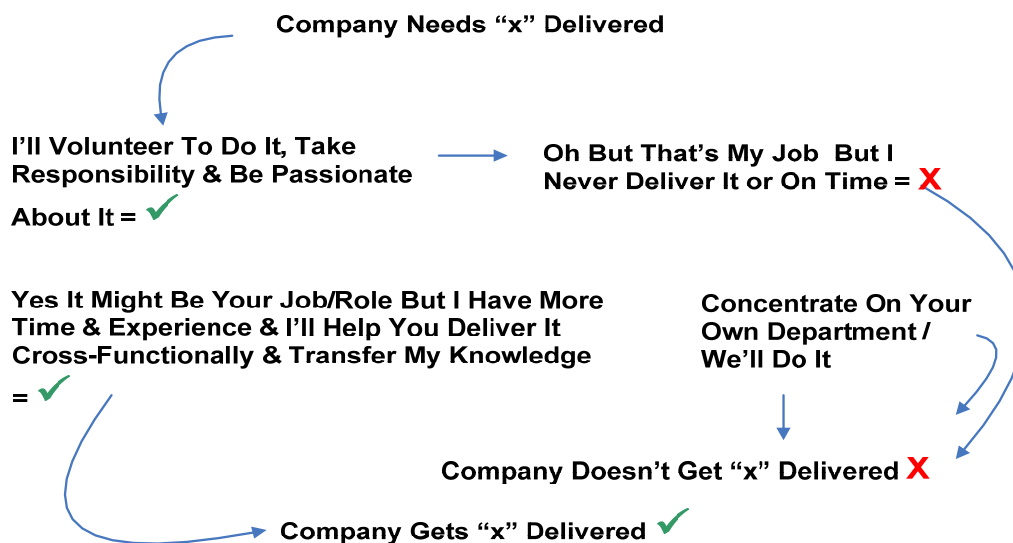 Company Needs “x” Delivered
I’ll Volunteer To Do It, Take
Responsibility & Be Passionate
About It = ✓
Oh But That’s My Job But I
Never Deliver It or On Time = X
Yes It Might Be Your Job/Role But I Have More
Time & Experience & I’ll Help You Deliver It
Cross-Functionally & Transfer My Knowledge
= ✓
Concentrate On Your
Own Department /
We’ll Do It
Company Doesn’t Get “x” Delivered X
Company Gets “x” Delivered ✓